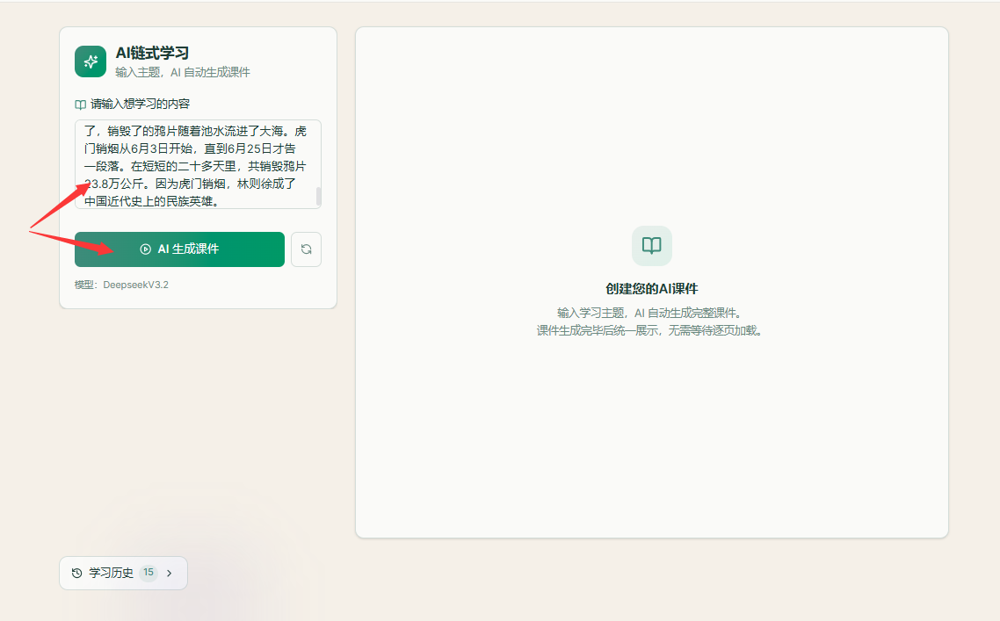 AI链式学习
输入主题，AI 自动生成课件
请输入想学习的内容
了，销毁了的鸦片随着池水流进了大海。虎
门销烟从6月3日开始，直到6月25日才告
一段落。在短短的二十多天里，共销毁鸦片
23.8万公斤。因为虎门销烟，林则徐成了
中国近代史上的民族英雄。
AI 生成课件
模型：DeepseekV3.2
创建您的AI课件
输入学习主题，AI 自动生成完整课件。
课件生成完毕后统一展示，无需等待逐页加载。
学习历史 15